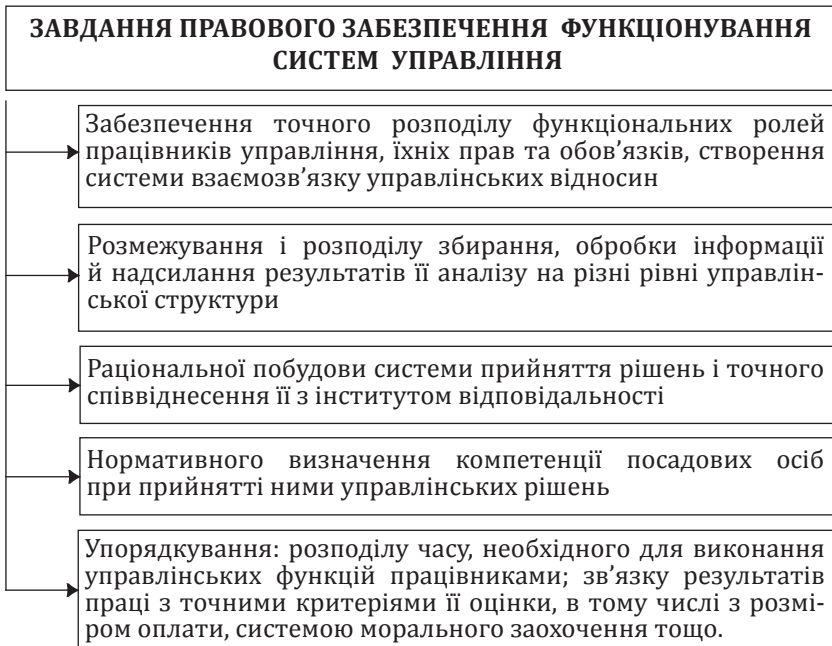 ЗАВДАННЯ ПРАВОВОГО ЗАБЕЗПЕЧЕННЯ ФУНКЦІОНУВАННЯ
СИСТЕМ УПРАВЛІННЯ
Забезпечення точного розподілу функціональних ролей
працівників управління, їхніх прав та обов’язків, створення
системи взаємозв’язку управлінських відносин
Розмежування і розподілу збирання, обробки інформації
й надсилання результатів її аналізу на різні рівні управлін-
ської структури
Раціональної побудови системи прийняття рішень і точного
співвіднесення її з інститутом відповідальності
Нормативного визначення компетенції посадових осіб
при прийнятті ними управлінських рішень
Упорядкування: розподілу часу, необхідного для виконання
управлінських функцій працівниками; зв’язку результатів
праці з точними критеріями її оцінки, в тому числі з розмі-
ром оплати, системою морального заохочення тощо.